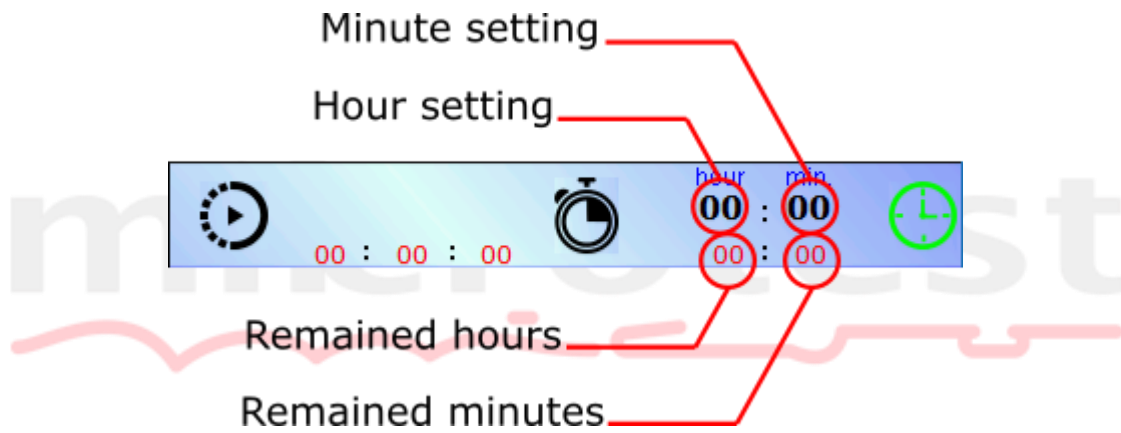 Minute setting
Hour setting
hour min.
00 : 00
00 : 00 : 00 00 : 00
Remained hours
Remained minutes